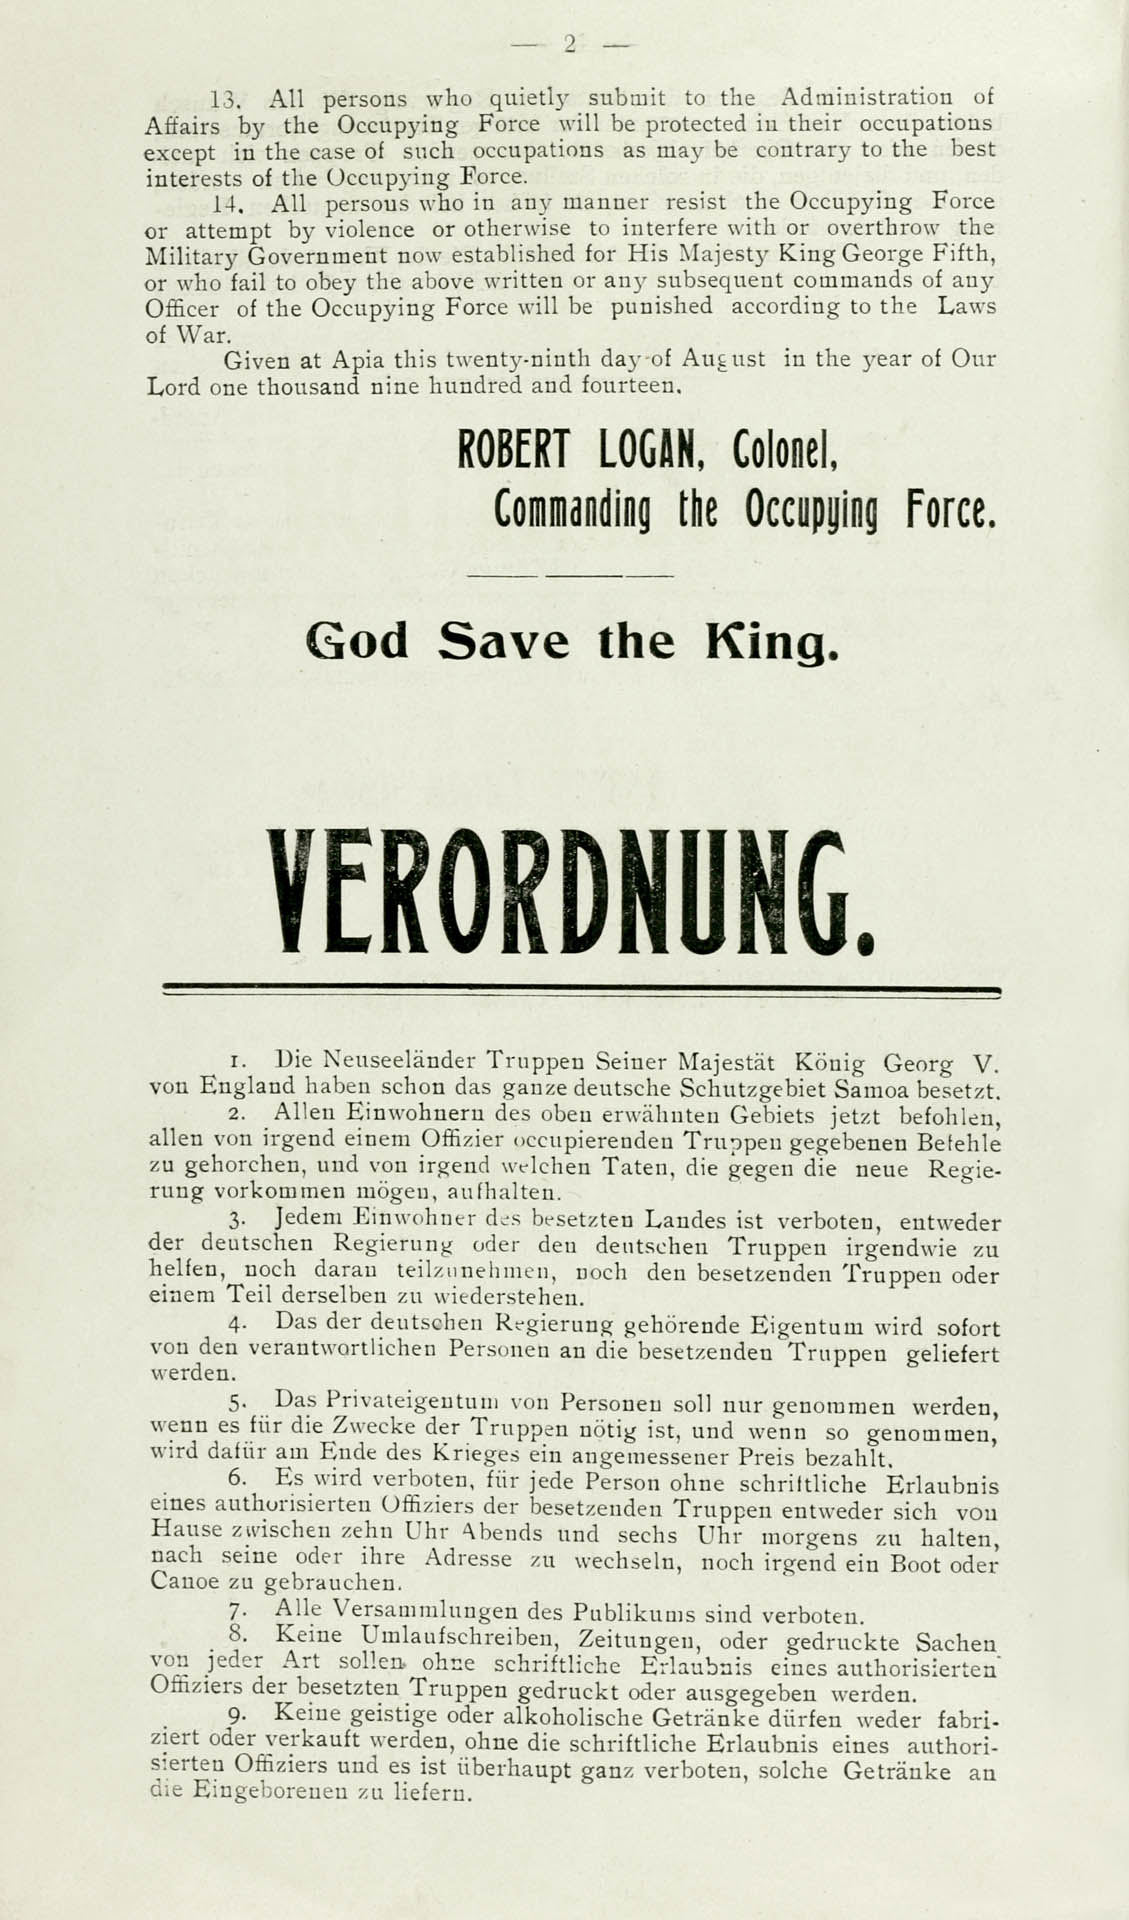 — 2 —
13. All persons who quietly submit to the Administration of
Affairs by the Occupying Force will be protected in their occupations
except in the case of such occupations as may be contrary to the best
interests of the Occupying Force.
14. All persons who in any manner resist the Occupying Force
or attempt by violence or otherwise to interfere with or overthrow the
Military Government now established for His Majesty King George Fifth,
or who fail to obey the above written or any subsequent commands of any
Officer of the Occupying Force will be punished according to the Laws
of War.
Given at Apia this twenty-ninth day of August in the year of Our
Lord one thousand nine hundred and fourteen.
ROBERT LOGAN, Colonel,
Commanding the Occupying Force.
God Save the King.
VERORDNUNG.
1. Die Neuseeländer Truppen Seiner Majestät König Georg V.
von England haben schon das ganze deutsche Schutzgebiet Samoa besetzt.
2. Allen Einwohnern des oben erwähnten Gebiets jetzt befohlen,
allen von irgend einem Offizier occupierenden Truppen gegebenen Befehle
zu gehorchen, und von irgend welchen Taten, die gegen die neue Regie-
rung vorkommen mögen, aufhalten.
3. Jedem Einwohner des besetzten Landes ist verboten, entweder
der deutschen Regierung oder den deutschen Truppen irgendwie zu
helfen, noch daran teilzunehmen, noch den besetzenden Truppen oder
einem Teil derselben zu wiederstehen.
4. Das der deutschen Regierung gehörende Eigentum wird sofort
von den verantwortlichen Personen an die besetzenden Truppen geliefert
werden.
5. Das Privateigentum von Personen soll nur genommen werden,
wenn es für die Zwecke der Truppen nötig ist, und wenn so genommen,
wird dafür am Ende des Krieges ein angemessener Preis bezahlt.
6. Es wird verboten, für jede Person ohne schriftliche Erlaubnis
eines authorisierten Offiziers der besetzenden Truppen entweder sich von
Hause zwischen zehn Uhr Abends und sechs Uhr morgens zu halten,
nach seine oder ihre Adresse zu wechseln, noch irgend ein Boot oder
Canoe zu gebrauchen.
7. Alle Versammlungen des Publikums sind verboten.
8. Keine Umlaufschreiben, Zeitungen, oder gedruckte Sachen
von jeder Art sollen ohne schriftliche Erlaubnis eines authorisierten
Offiziers der besetzten Truppen gedruckt oder ausgegeben werden.
9. Keine geistige oder alkoholische Getränke dürfen weder fabri-
ziert oder verkauft werden, ohne die schriftliche Erlaubnis eines authori-
sierten Offiziers und es ist überhaupt ganz verboten, solche Getränke an
die Eingeborenen zu liefern.